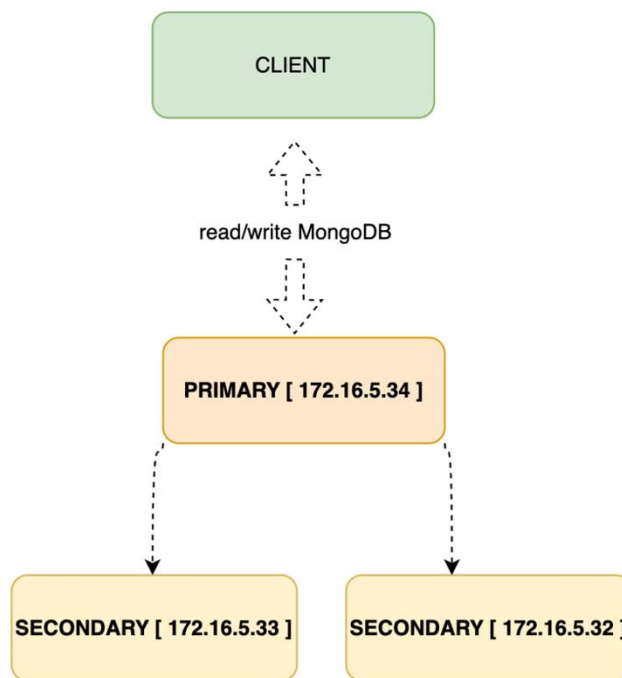 CLIENT
read/write MongoDB
PRIMARY [ 172.16.5.34 ]
SECONDARY [ 172.16.5.33 ]
SECONDARY [ 172.16.5.32 ]